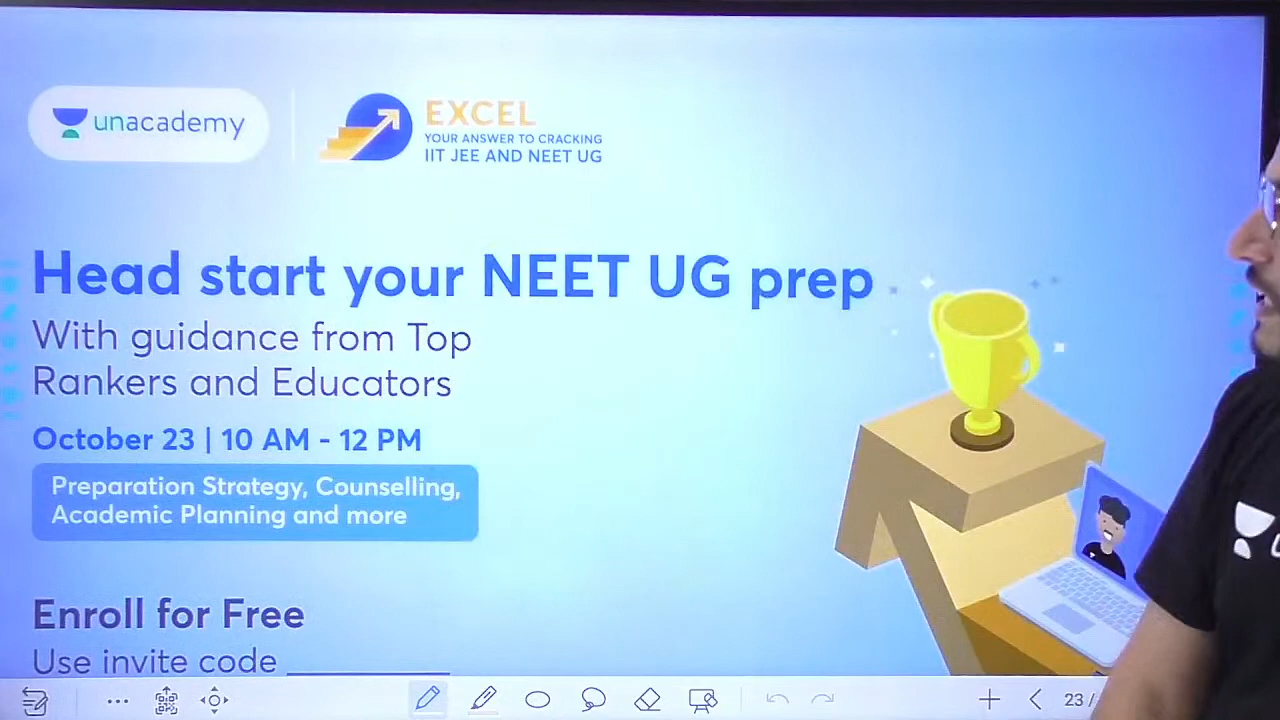 unacademy
EXCEL
YOUR ANSWER TO CRACKING
IIT JEE AND NEET UG
Head start your NEET UG prep
With guidance from Top
Rankers and Educators
October 23 | 10 AM - 12 PM
Preparation Strategy, Counselling,
Academic Planning and more
Enroll for Free
Use invite code
23 /